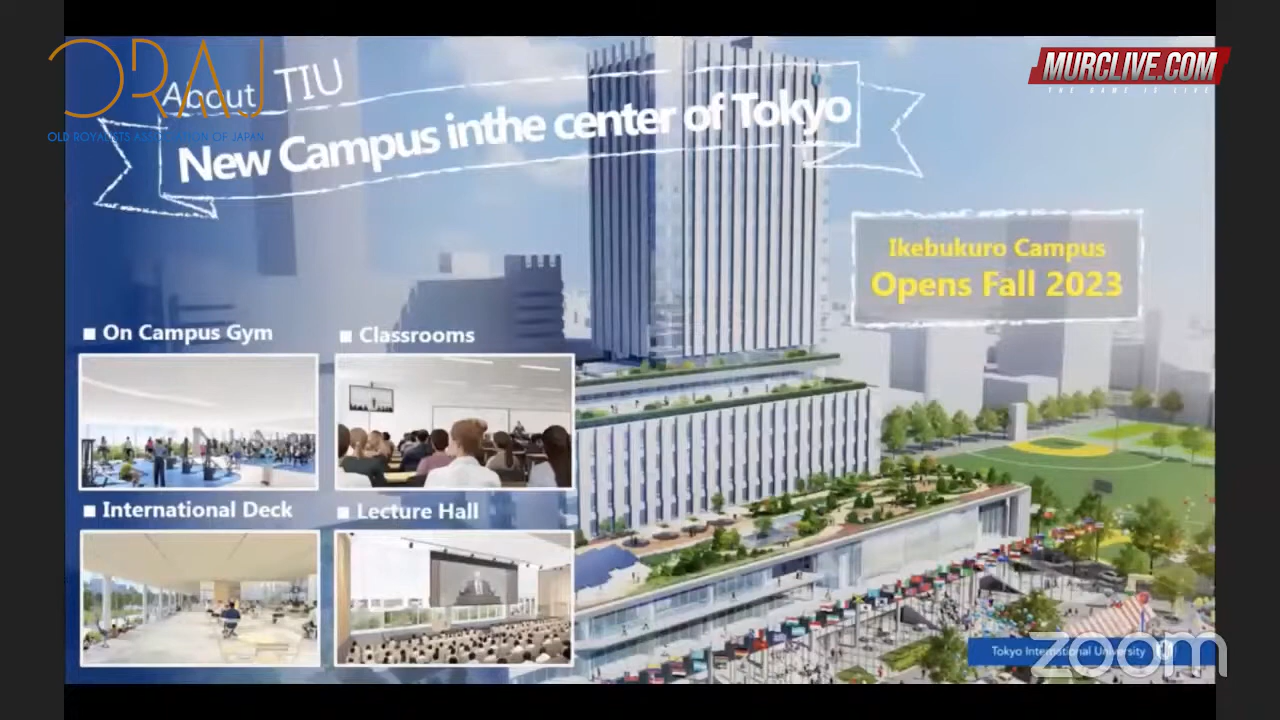 ORAJ
OLD ROYALISTS ASSOCIATION OF JAPAN
MURCLIVE.COM
THE GAME IS LIVE
About TIU
New Campus inthe center of Tokyo
Ikebukuro Campus
Opens Fall 2023
■ On Campus Gym
■ Classrooms
■ International Deck
■ Lecture Hall
Tokyo International University
zoom